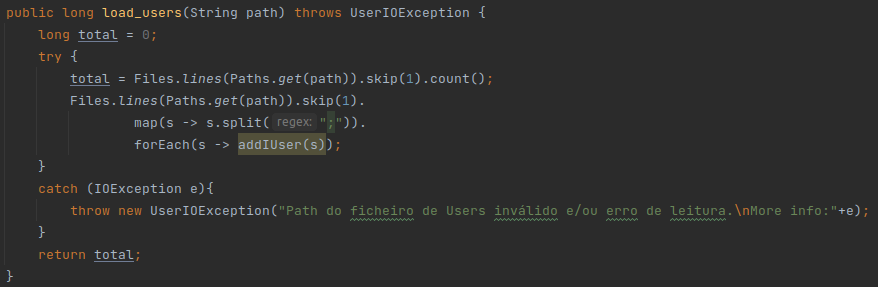 public long load_users(String path) throws UserIOException {
    long total = 0;
    try {
        total = Files.lines(Paths.get(path)).skip(1).count();
        Files.lines(Paths.get(path)).skip(1).
                map(s -> s.split( regex: ";")).
                forEach(s -> addIUser(s));
    }
    catch (IOException e){
        throw new UserIOException("Path do ficheiro de Users inválido e/ou erro de leitura.\nMore info:"+e);
    }
    return total;
}